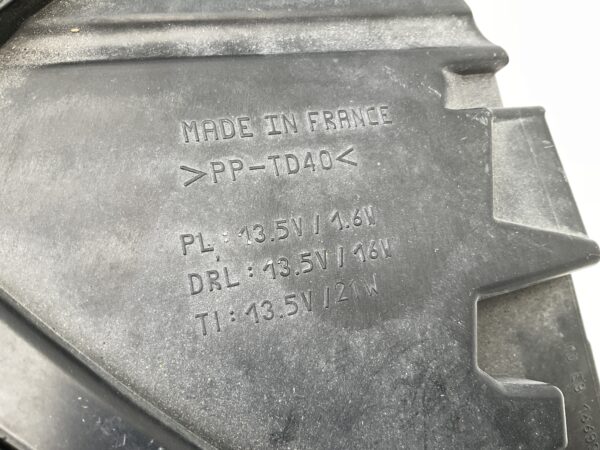 MADE IN FRANCE
>PP-TD40<
PL : 13.5V / 1.6W
DRL : 13.5V / 16W
TI : 13.5V / 21W